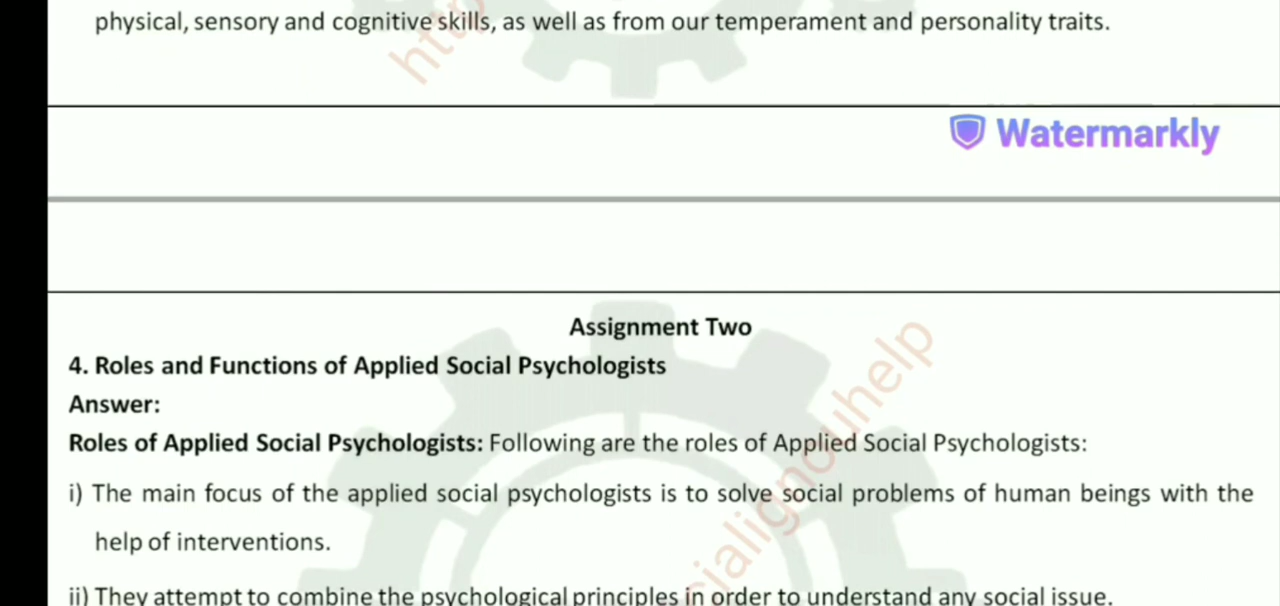 physical, sensory and cognitive skills, as well as from our temperament and personality traits.
http
Watermarkly
Assignment Two
4. Roles and Functions of Applied Social Psychologists
Answer:
Roles of Applied Social Psychologists: Following are the roles of Applied Social Psychologists:
i) The main focus of the applied social psychologists is to solve social problems of human beings with the
help of interventions.
ii) They attempt to combine the psychological principles in order to understand any social issue.
cialignouhelp